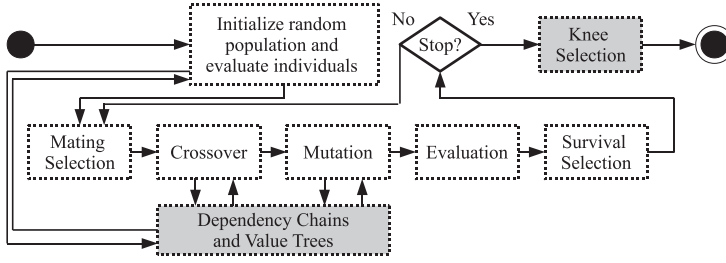 Initialize random
population and
evaluate individuals
No
Yes
Stop?
Knee
Selection
Mating
Selection
Crossover
Mutation
Evaluation
Survival
Selection
Dependency Chains
and Value Trees